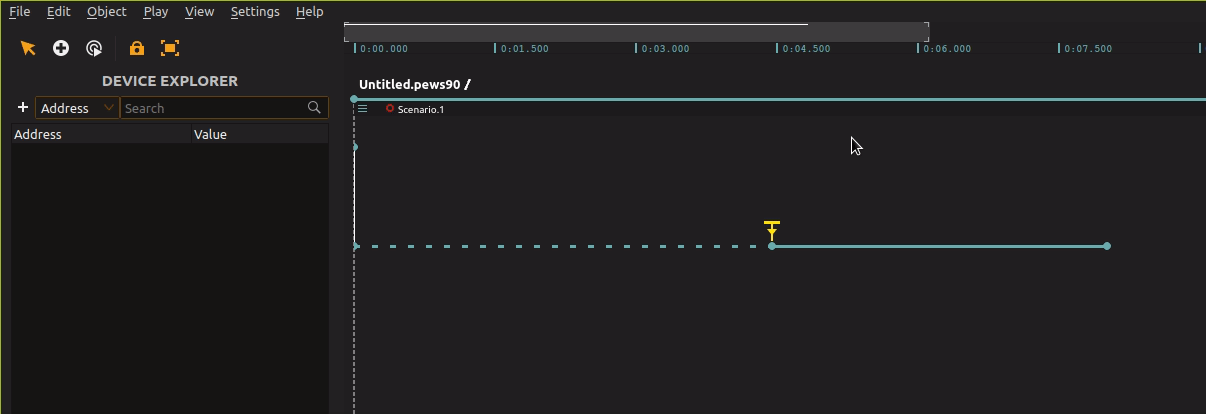 File Edit Object Play View Settings Help
0:00.000 0:01.500 0:03.000 0:04.500 0:06.000 0:07.500
DEVICE EXPLORER
Untitled.pews90 /
Address Search
Scenario.1
Address Value